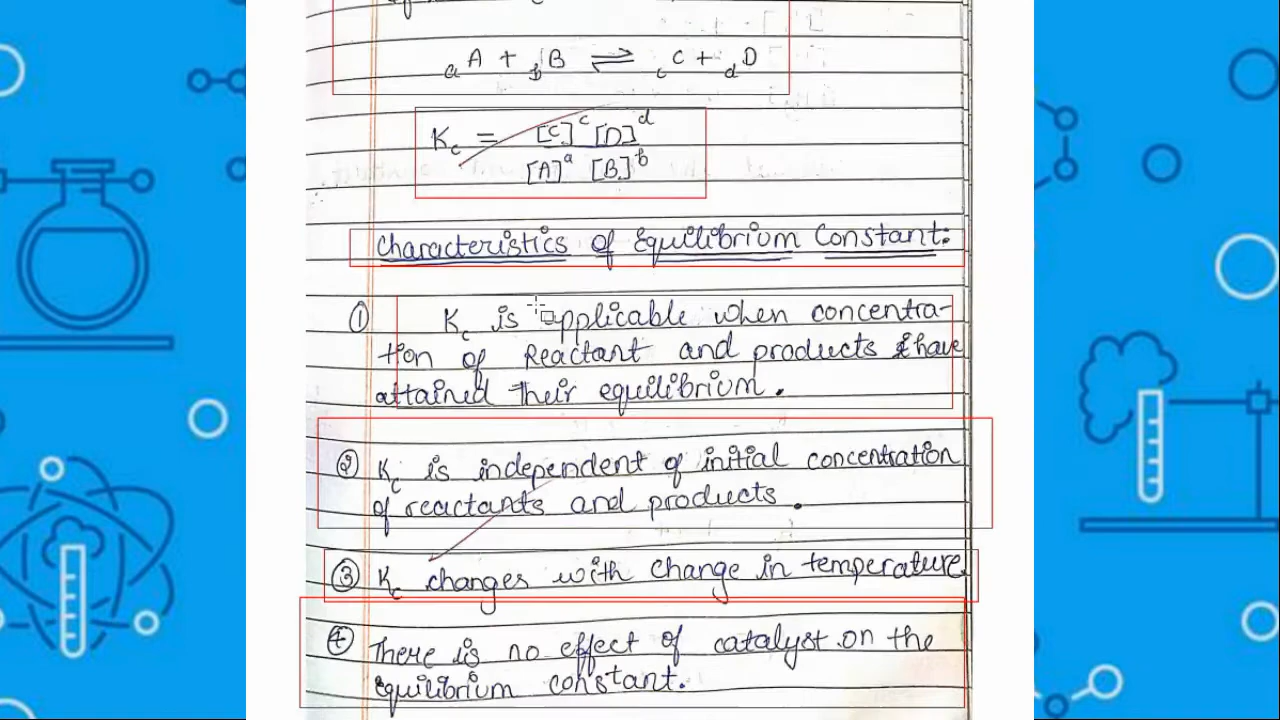 aA + bB ⇌ cC + dD
Kc = [C]^c [D]^d
[A]^a [B]^b
Characteristics of Equilibrium Constant:
① Kc is applicable when concentra-
tion of Reactant and products have
attained their equilibrium.
② Kc is independent of initial concentration
of reactants and products.
③ Kc changes with change in temperature.
④ There is no effect of catalyst on the
equilibrium constant.